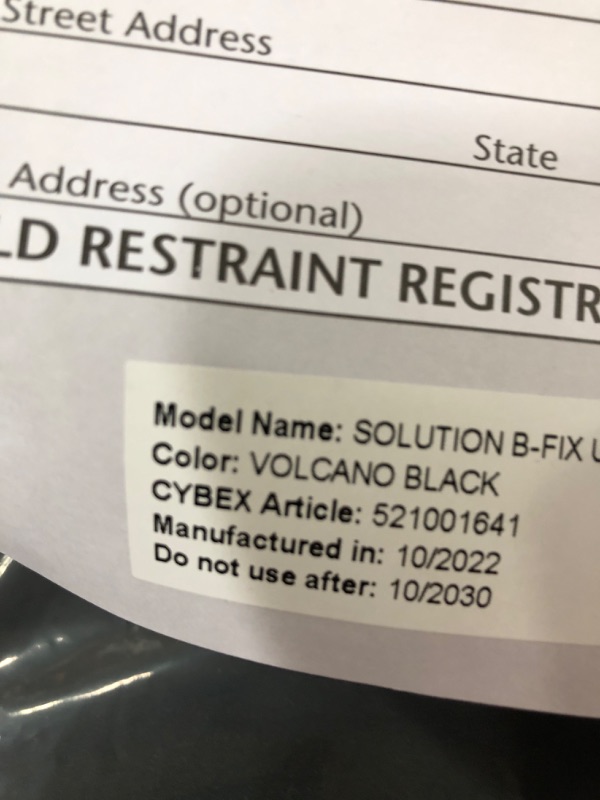 Street Address
State
Address (optional)
LD RESTRAINT REGISTR
Model Name: SOLUTION B-FIX U
Color: VOLCANO BLACK
CYBEX Article: 521001641
Manufactured in: 10/2022
Do not use after: 10/2030